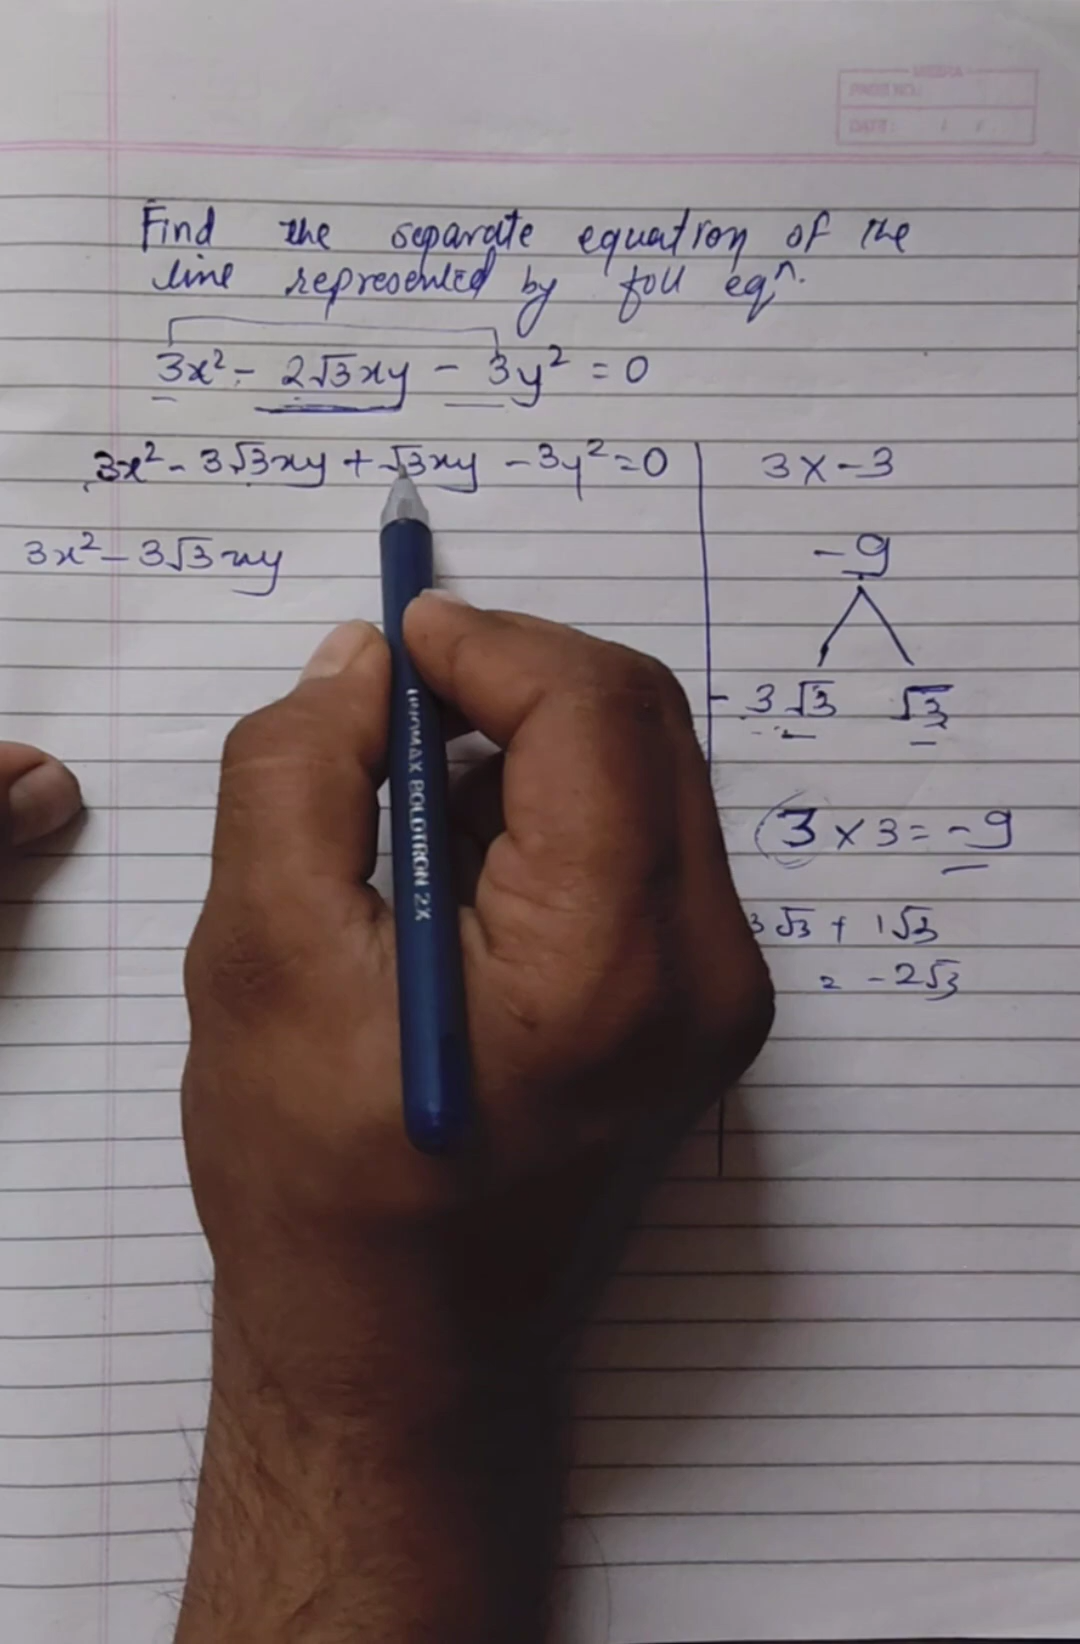 Find the separate equation of the
line represented by foll eqⁿ.
3x² - 2√3xy - 3y² = 0
3x² - 3√3xy + √3xy - 3y² = 0
3x² - 3√3xy
3 x -3
-9
-3√3 √3
3 x 3 = -9
3√3 + 1√3
= -2√3
UNOMAX BOLDTRON 2X